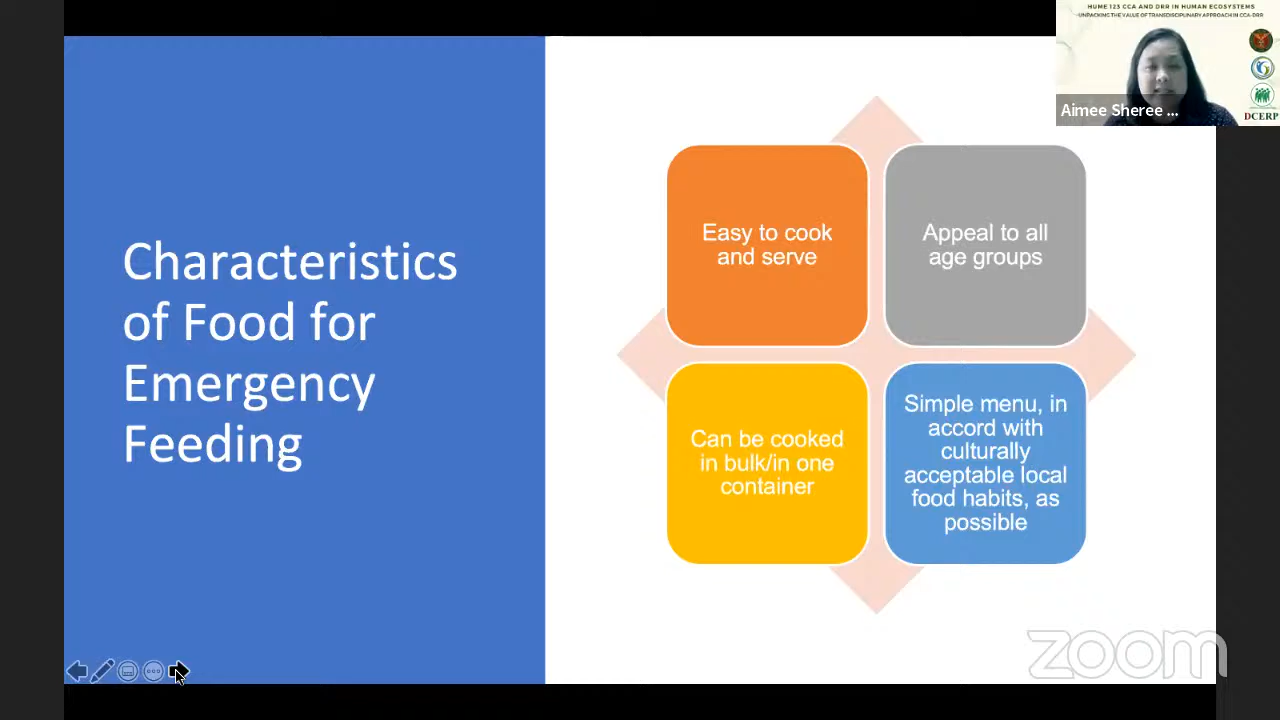 HUME 123 CCA AND DRR IN HUMAN ECOSYSTEMS
UNPACKING THE VALUE OF TRANSDISCIPLINARY APPROACH IN CCA-DRR
Aimee Sheree ...
DCERP
Characteristics
of Food for
Emergency
Feeding
Easy to cook
and serve
Appeal to all
age groups
Can be cooked
in bulk/in one
container
Simple menu, in
accord with
culturally
acceptable local
food habits, as
possible
zoom